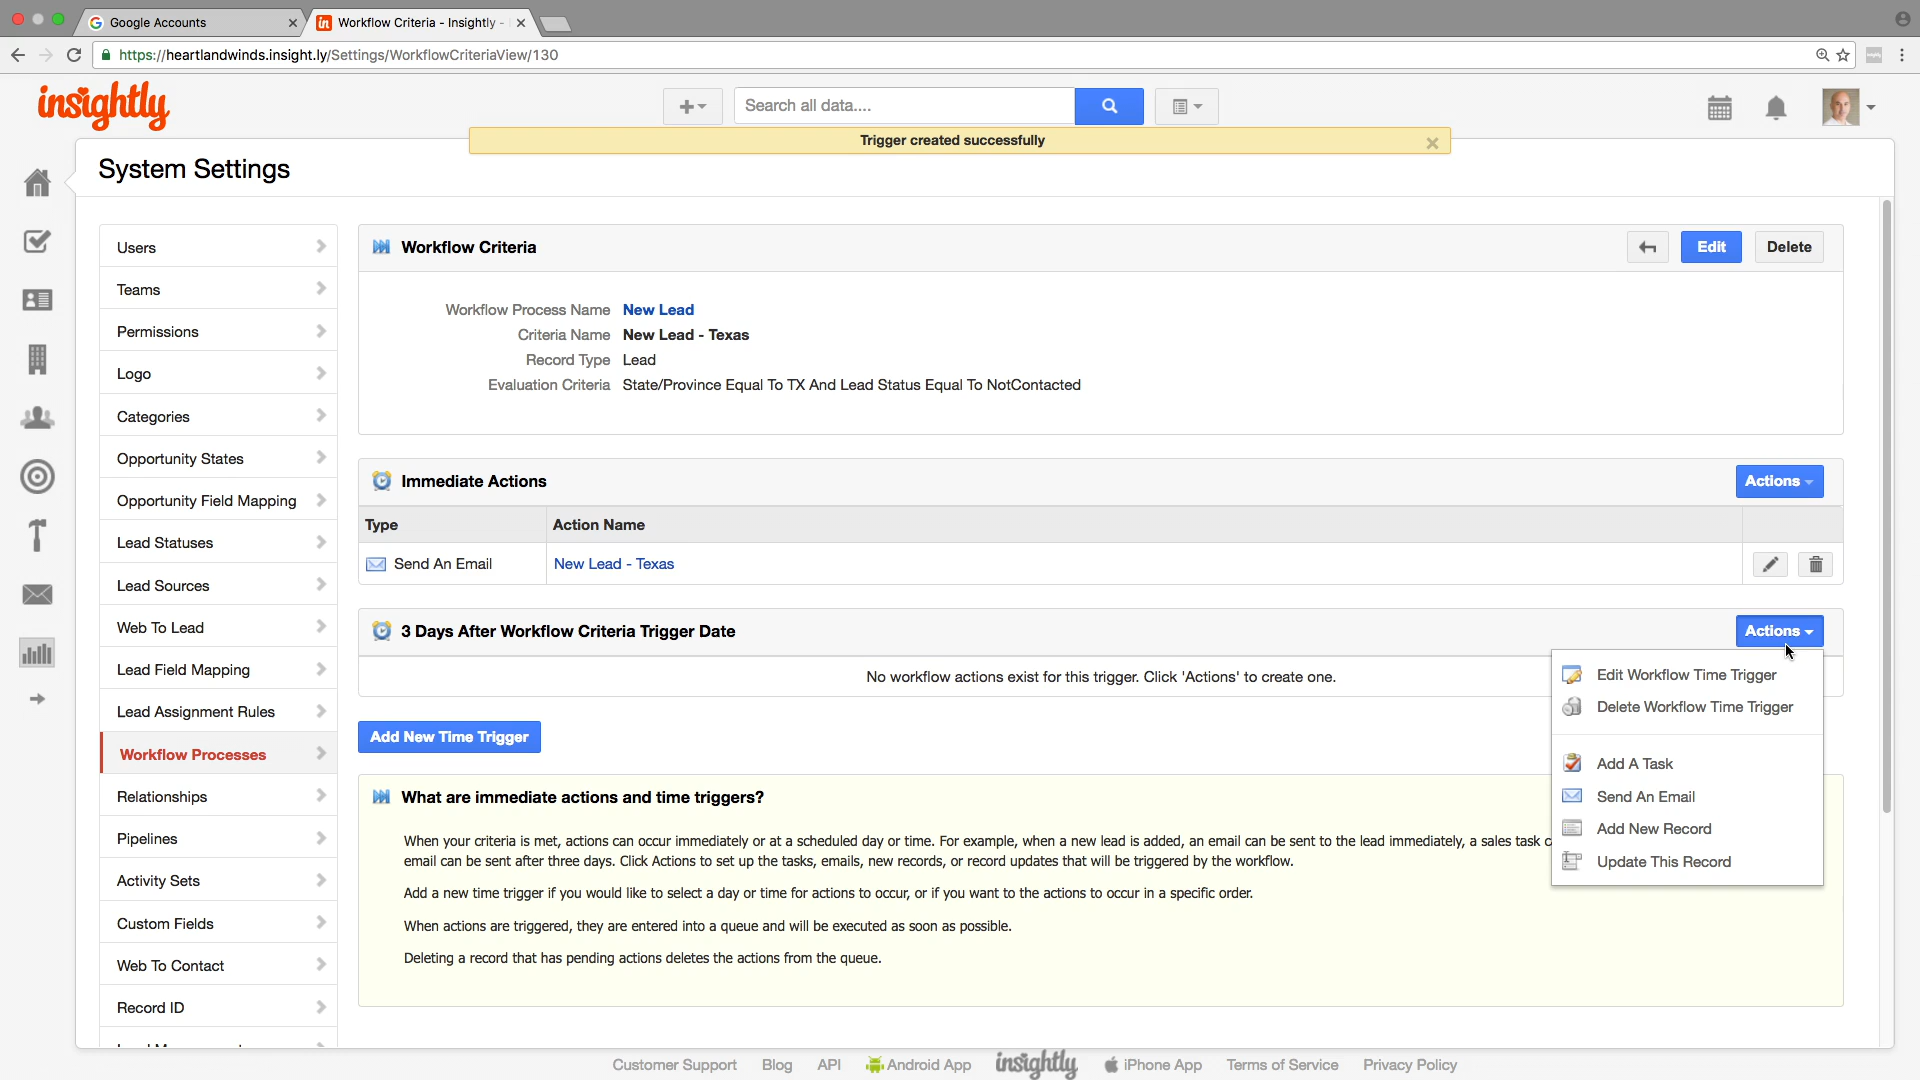 Google Accounts
Workflow Criteria - Insightly -
https://heartlandwinds.insight.ly/Settings/WorkflowCriteriaView/130
insightly
Search all data....
Trigger created successfully
System Settings
Users
Teams
Permissions
Logo
Categories
Opportunity States
Opportunity Field Mapping
Lead Statuses
Lead Sources
Web To Lead
Lead Field Mapping
Lead Assignment Rules
Workflow Processes
Relationships
Pipelines
Activity Sets
Custom Fields
Web To Contact
Record ID
Workflow Criteria
Edit
Delete
Workflow Process Name New Lead
Criteria Name New Lead - Texas
Record Type Lead
Evaluation Criteria State/Province Equal To TX And Lead Status Equal To NotContacted
Immediate Actions
Actions
Type Action Name
Send An Email New Lead - Texas
3 Days After Workflow Criteria Trigger Date
Actions
No workflow actions exist for this trigger. Click 'Actions' to create one.
Edit Workflow Time Trigger
Delete Workflow Time Trigger
Add A Task
Send An Email
Add New Record
Update This Record
Add New Time Trigger
What are immediate actions and time triggers?
When your criteria is met, actions can occur immediately or at a scheduled day or time. For example, when a new lead is added, an email can be sent to the lead immediately, a sales task
email can be sent after three days. Click Actions to set up the tasks, emails, new records, or record updates that will be triggered by the workflow.
Add a new time trigger if you would like to select a day or time for actions to occur, or if you want to the actions to occur in a specific order.
When actions are triggered, they are entered into a queue and will be executed as soon as possible.
Deleting a record that has pending actions deletes the actions from the queue.
Customer Support Blog API Android App insightly iPhone App Terms of Service Privacy Policy